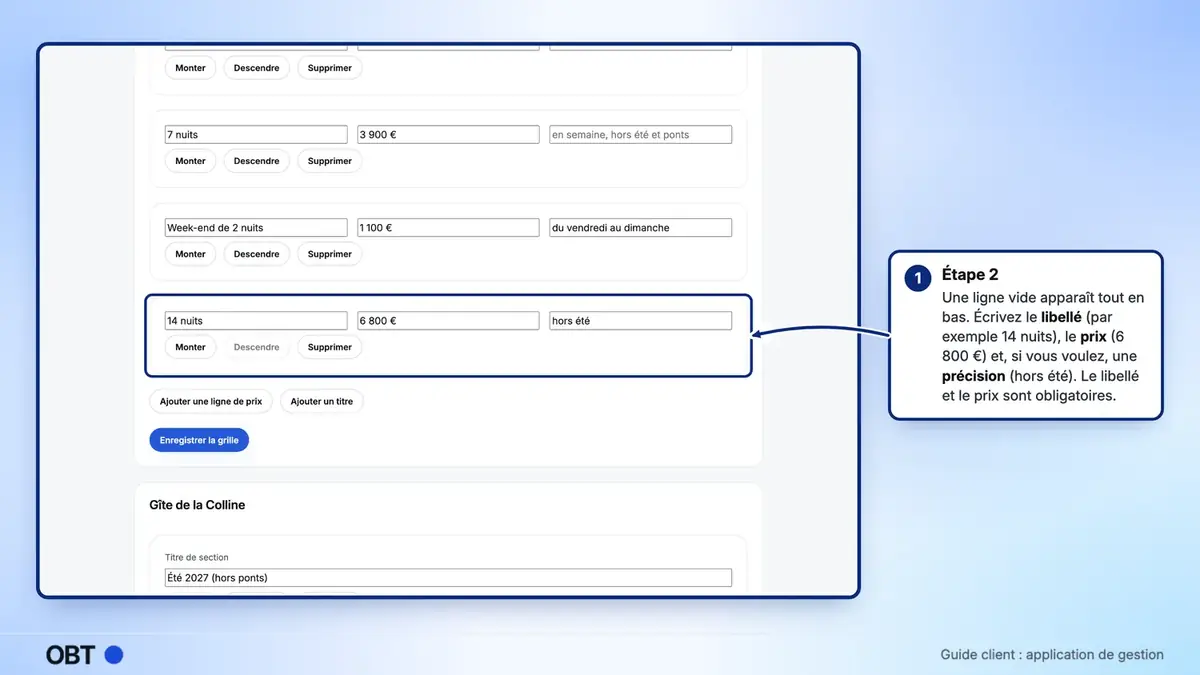 Monter Descendre Supprimer
7 nuits 3 900 € en semaine, hors été et ponts
Monter Descendre Supprimer
Week-end de 2 nuits 1 100 € du vendredi au dimanche
Monter Descendre Supprimer
14 nuits 6 800 € hors été
Monter Descendre Supprimer
Ajouter une ligne de prix Ajouter un titre
Enregistrer la grille
Gîte de la Colline
Titre de section
Été 2027 (hors ponts)
1 Étape 2
Une ligne vide apparaît tout en
bas. Écrivez le libellé (par
exemple 14 nuits), le prix (6
800 €) et, si vous voulez, une
précision (hors été). Le libellé
et le prix sont obligatoires.
OBT
Guide client : application de gestion